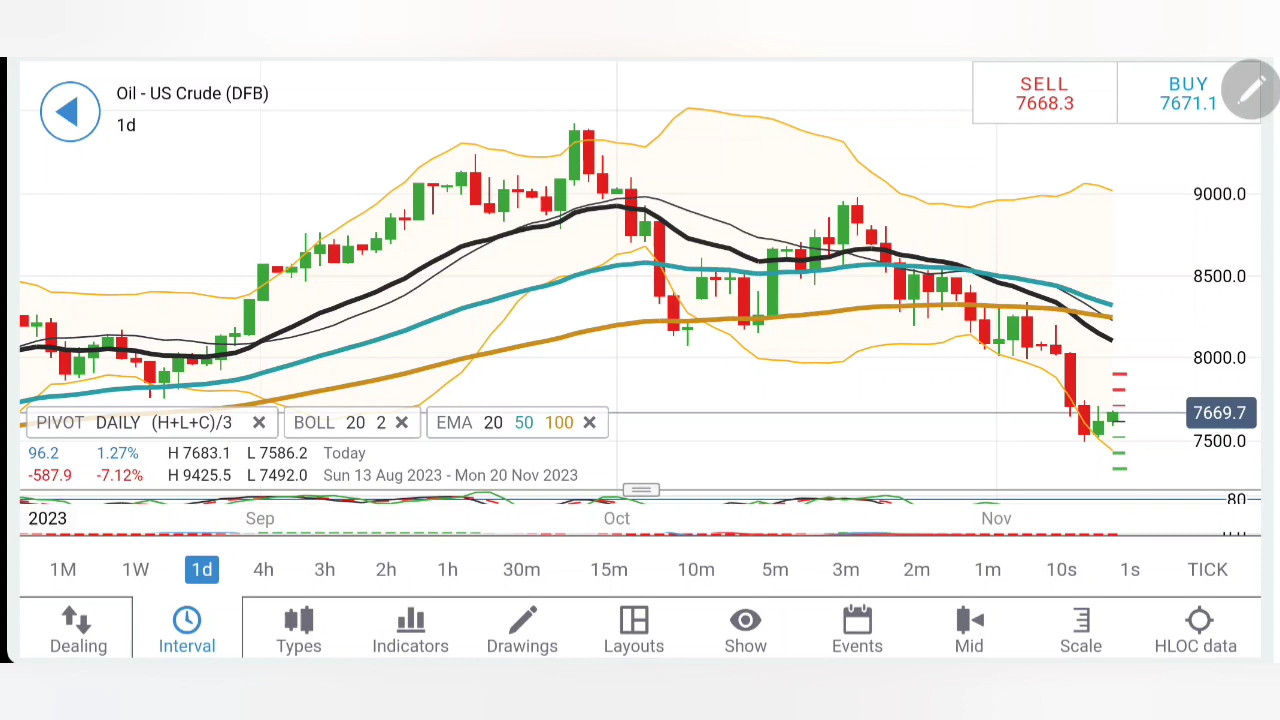 Oil - US Crude (DFB)
1d
SELL
7668.3
BUY
7671.1
9000.0
8500.0
8000.0
7669.7
7500.0
PIVOT DAILY (H+L+C)/3
BOLL 20 2
EMA 20 50 100
96.2 1.27% H 7683.1 L 7586.2 Today
-587.9 -7.12% H 9425.5 L 7492.0 Sun 13 Aug 2023 - Mon 20 Nov 2023
80
2023 Sep Oct Nov
1M 1W 1d 4h 3h 2h 1h 30m 15m 10m 5m 3m 2m 1m 10s 1s TICK
Dealing Interval Types Indicators Drawings Layouts Show Events Mid Scale HLOC data